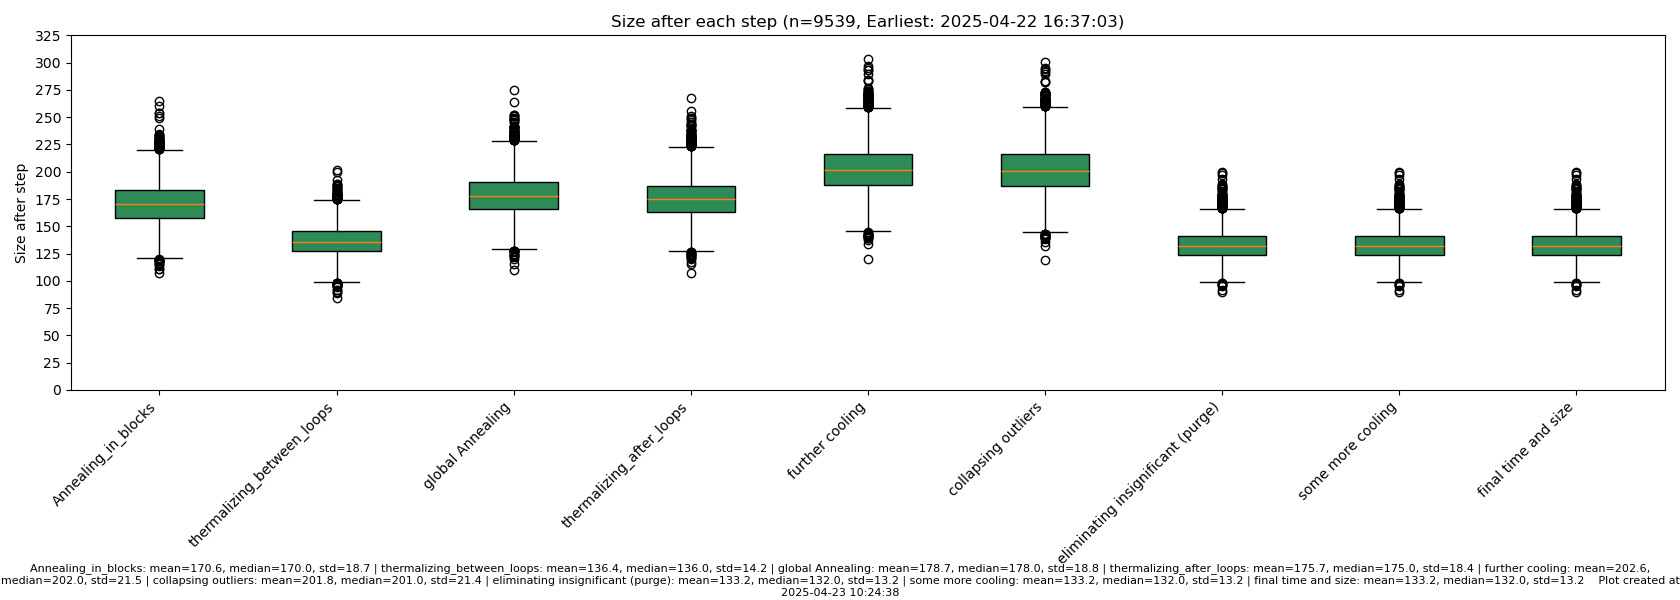 Size after each step (n=9539, Earliest: 2025-04-22 16:37:03)
325
300
275
250
225
200
175
150
125
100
75
50
25
0
Size after step
Annealing_in_blocks
thermalizing_between_loops
global Annealing
thermalizing_after_loops
further cooling
collapsing outliers
eliminating insignificant (purge)
some more cooling
final time and size
Annealing_in_blocks: mean=170.6, median=170.0, std=18.7 | thermalizing_between_loops: mean=136.4, median=136.0, std=14.2 | global Annealing: mean=178.7, median=178.0, std=18.8 | thermalizing_after_loops: mean=175.7, median=175.0, std=18.4 | further cooling: mean=202.6,
median=202.0, std=21.5 | collapsing outliers: mean=201.8, median=201.0, std=21.4 | eliminating insignificant (purge): mean=133.2, median=132.0, std=13.2 | some more cooling: mean=133.2, median=132.0, std=13.2 | final time and size: mean=133.2, median=132.0, std=13.2 Plot created at
2025-04-23 10:24:38